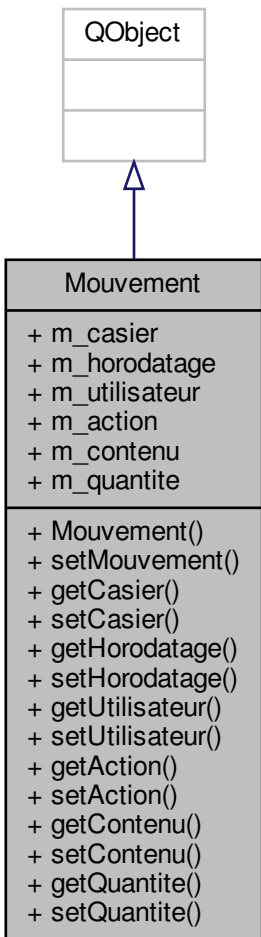 QObject
Mouvement
+ m_casier
+ m_horodatage
+ m_utilisateur
+ m_action
+ m_contenu
+ m_quantite
+ Mouvement()
+ setMouvement()
+ getCasier()
+ setCasier()
+ getHorodatage()
+ setHorodatage()
+ getUtilisateur()
+ setUtilisateur()
+ getAction()
+ setAction()
+ getContenu()
+ setContenu()
+ getQuantite()
+ setQuantite()